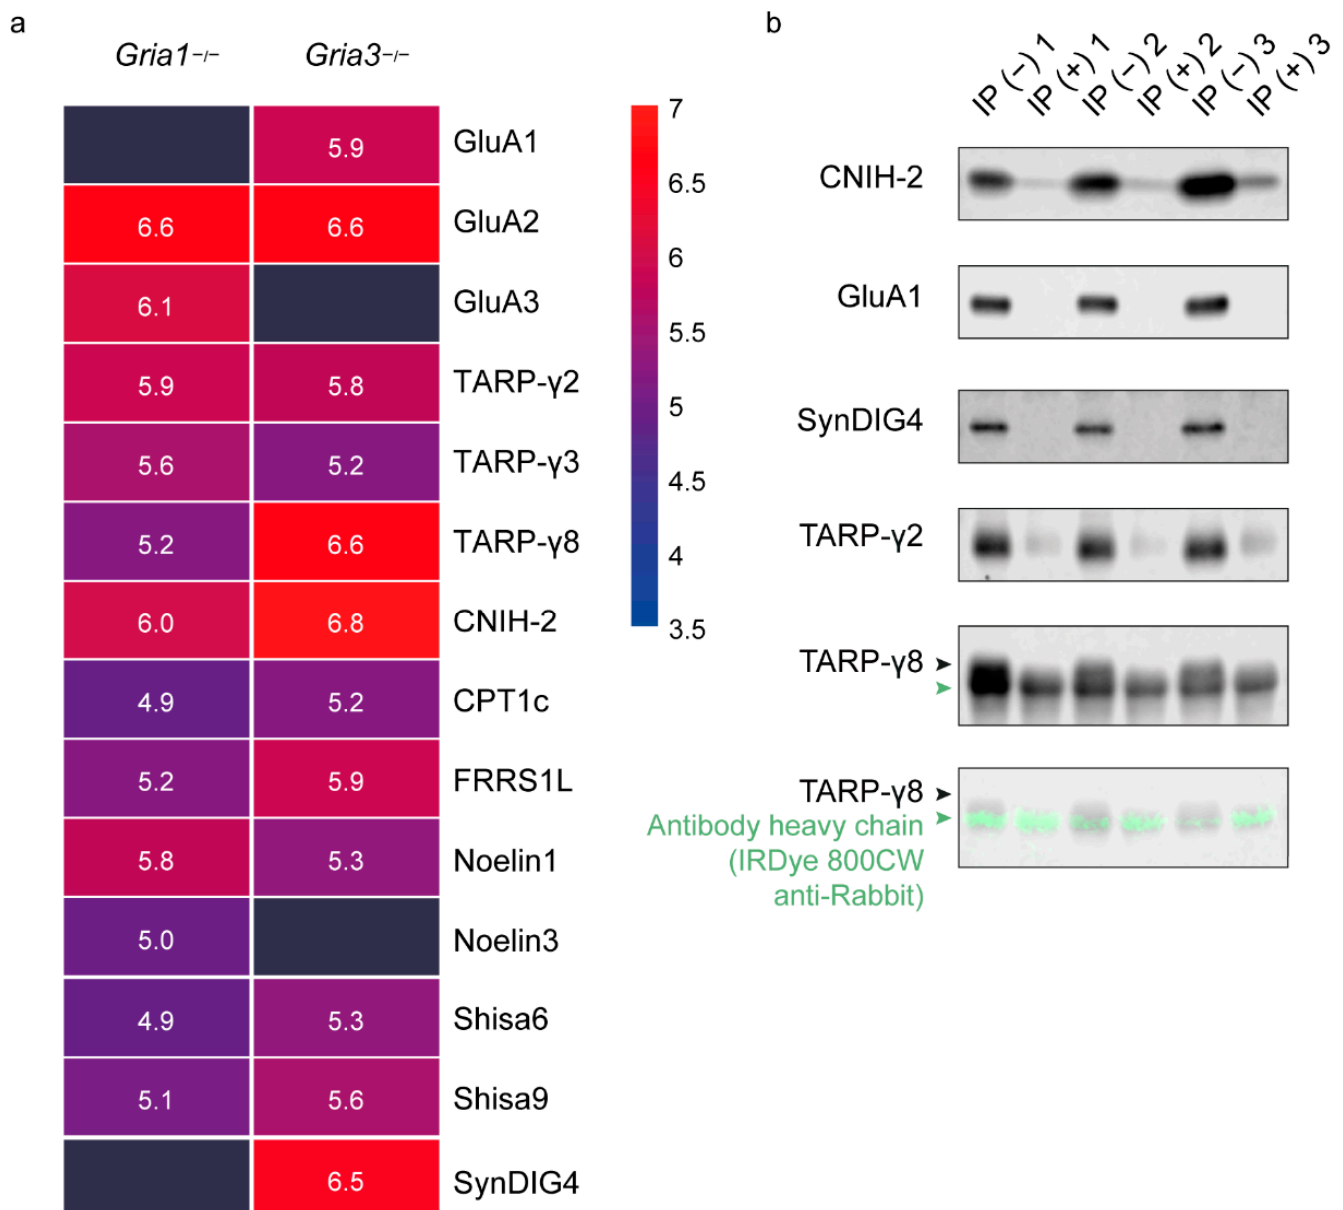 a
Gria1–/– Gria3–/–
5.9 GluA1
6.6 6.6 GluA2
6.1 GluA3
5.9 5.8 TARP-γ2
5.6 5.2 TARP-γ3
5.2 6.6 TARP-γ8
6.0 6.8 CNIH-2
4.9 5.2 CPT1c
5.2 5.9 FRRS1L
5.8 5.3 Noelin1
5.0 Noelin3
4.9 5.3 Shisa6
5.1 5.6 Shisa9
6.5 SynDIG4
7
6.5
6
5.5
5
4.5
4
3.5
b
IP (–) 1
IP (+) 1
IP (–) 2
IP (+) 2
IP (–) 3
IP (+) 3
CNIH-2
GluA1
SynDIG4
TARP-γ2
TARP-γ8
TARP-γ8
Antibody heavy chain
(IRDye 800CW
anti-Rabbit)